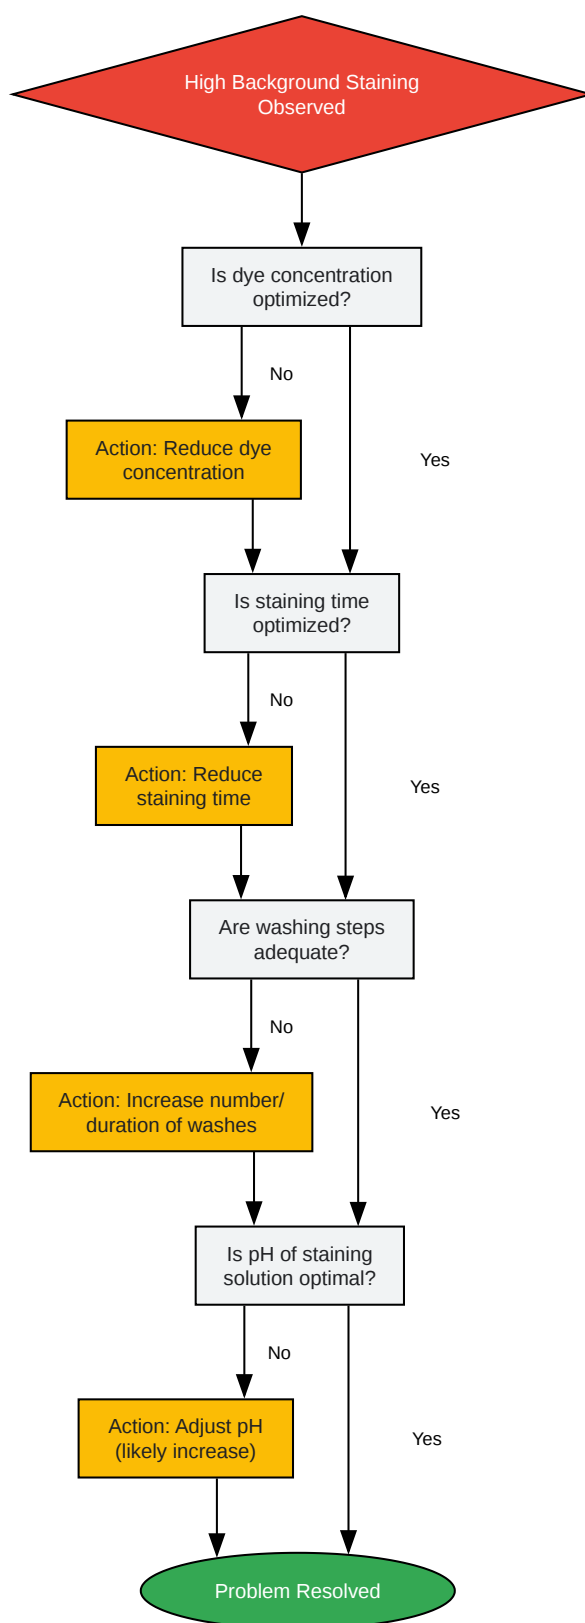 High Background Staining
Observed
Is dye concentration
optimized?
No
Action: Reduce dye
concentration
Yes
Is staining time
optimized?
No
Action: Reduce
staining time
Yes
Are washing steps
adequate?
No
Action: Increase number/
duration of washes
Yes
Is pH of staining
solution optimal?
No
Action: Adjust pH
(likely increase)
Yes
Problem Resolved